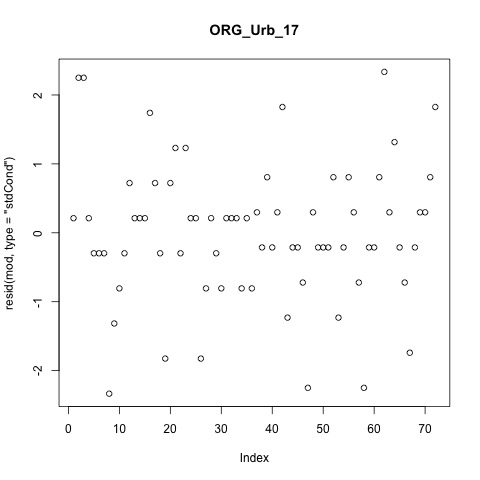 ORG_Urb_17
resid(mod, type = "stdCond")
2
1
0
-1
-2
0 10 20 30 40 50 60 70
Index